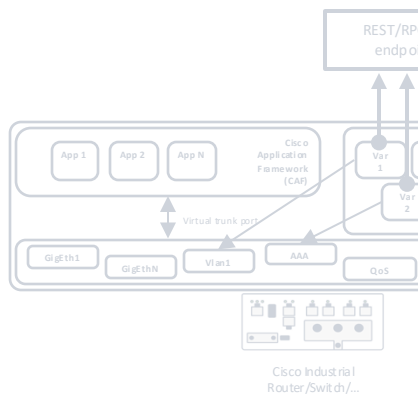 REST/RP
endpo
Cisco
Application
Framework
(CAF)
App 1
App 2
App N
Var
1
Var
2
Virtual trunk port
GigEth1
GigEthN
Vlan1
AAA
QoS
Cisco Industrial
Router/Switch/...